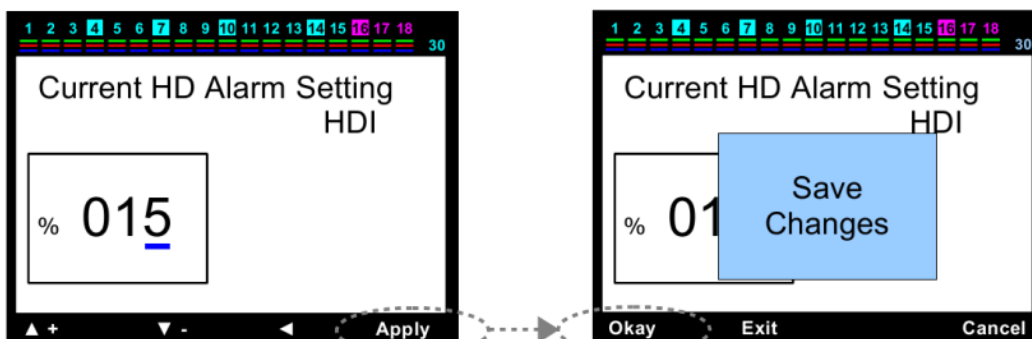 1 2 3 4 5 6 7 8 9 10 11 12 13 14 15 16 17 18
30
Current HD Alarm Setting
HDI
% 015
▲ + ▼ - ◄ Apply
1 2 3 4 5 6 7 8 9 10 11 12 13 14 15 16 17 18
30
Current HD Alarm Setting
HDI
% 01
Save
Changes
Okay Exit Cancel